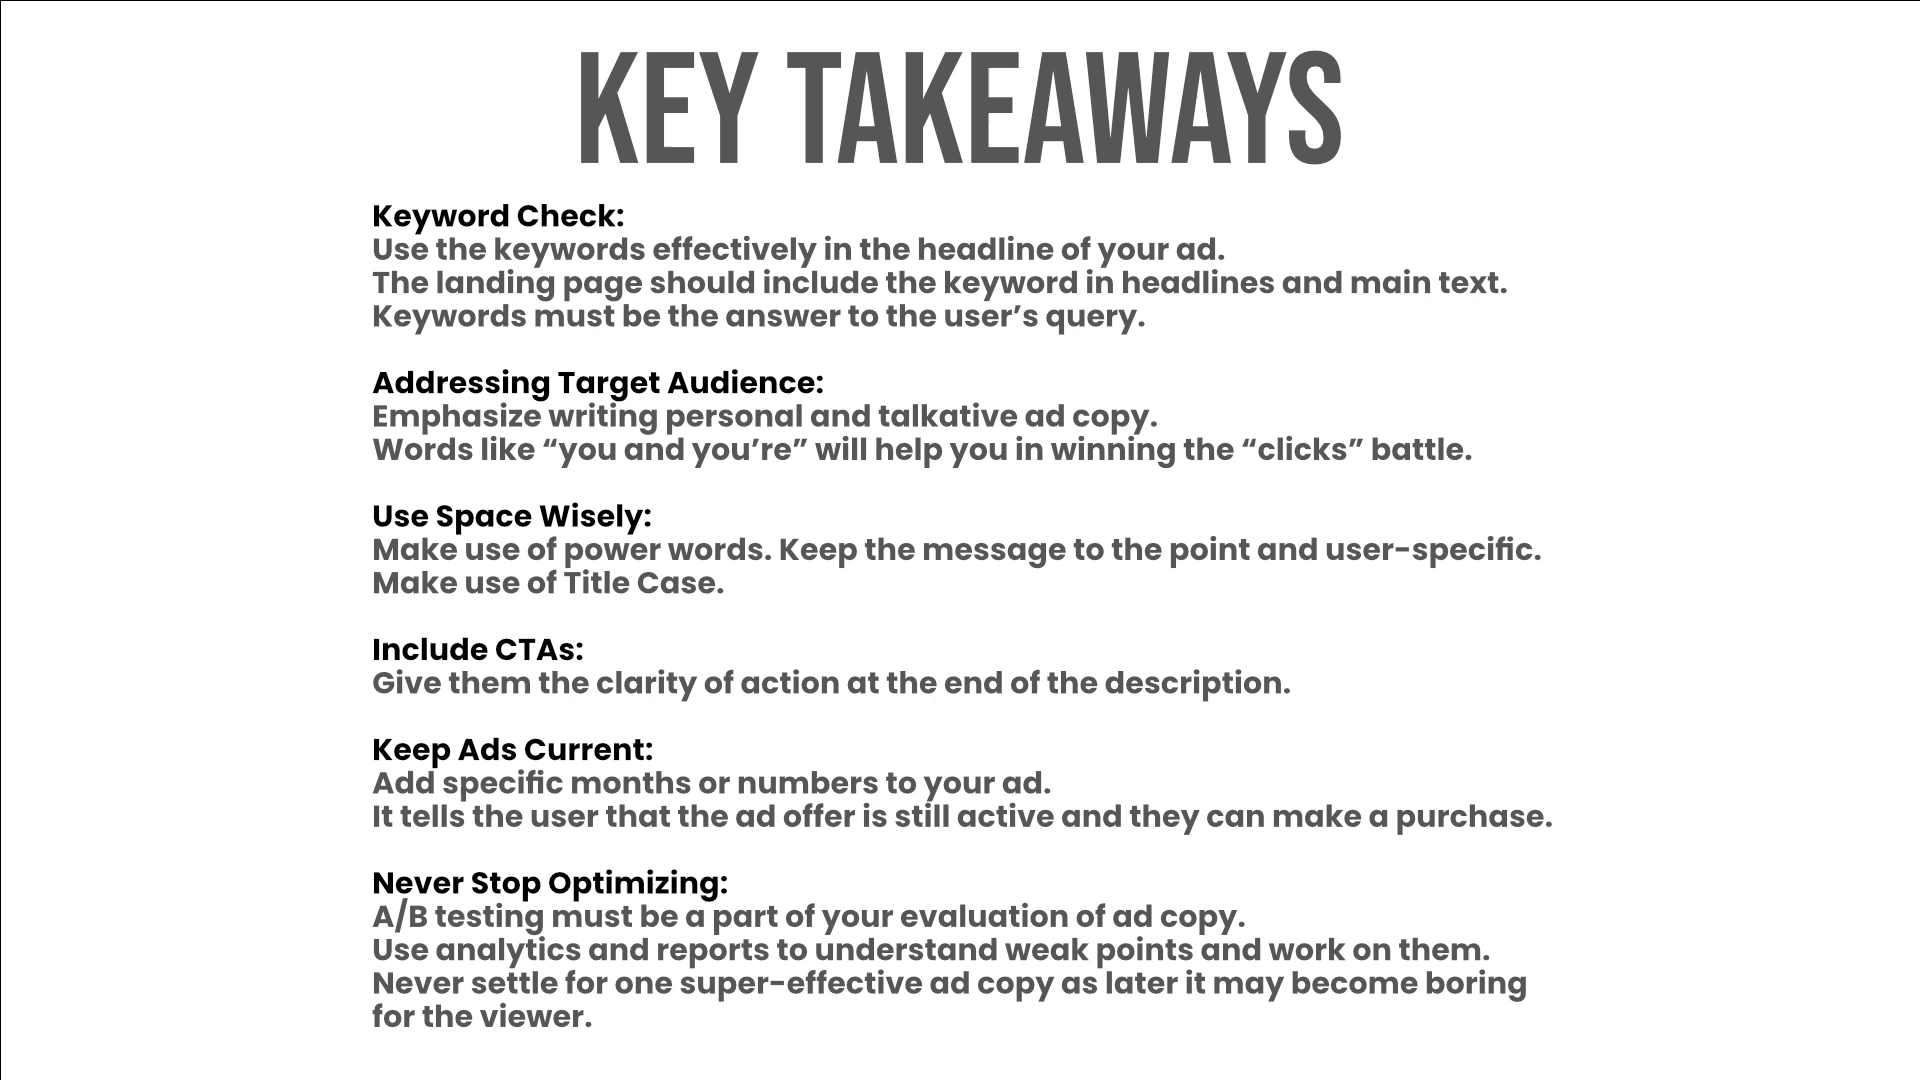 KEY TAKEAWAYS
Keyword Check:
Use the keywords effectively in the headline of your ad.
The landing page should include the keyword in headlines and main text.
Keywords must be the answer to the user’s query.
Addressing Target Audience:
Emphasize writing personal and talkative ad copy.
Words like “you and you’re” will help you in winning the “clicks” battle.
Use Space Wisely:
Make use of power words. Keep the message to the point and user-specific.
Make use of Title Case.
Include CTAs:
Give them the clarity of action at the end of the description.
Keep Ads Current:
Add specific months or numbers to your ad.
It tells the user that the ad offer is still active and they can make a purchase.
Never Stop Optimizing:
A/B testing must be a part of your evaluation of ad copy.
Use analytics and reports to understand weak points and work on them.
Never settle for one super-effective ad copy as later it may become boring
for the viewer.